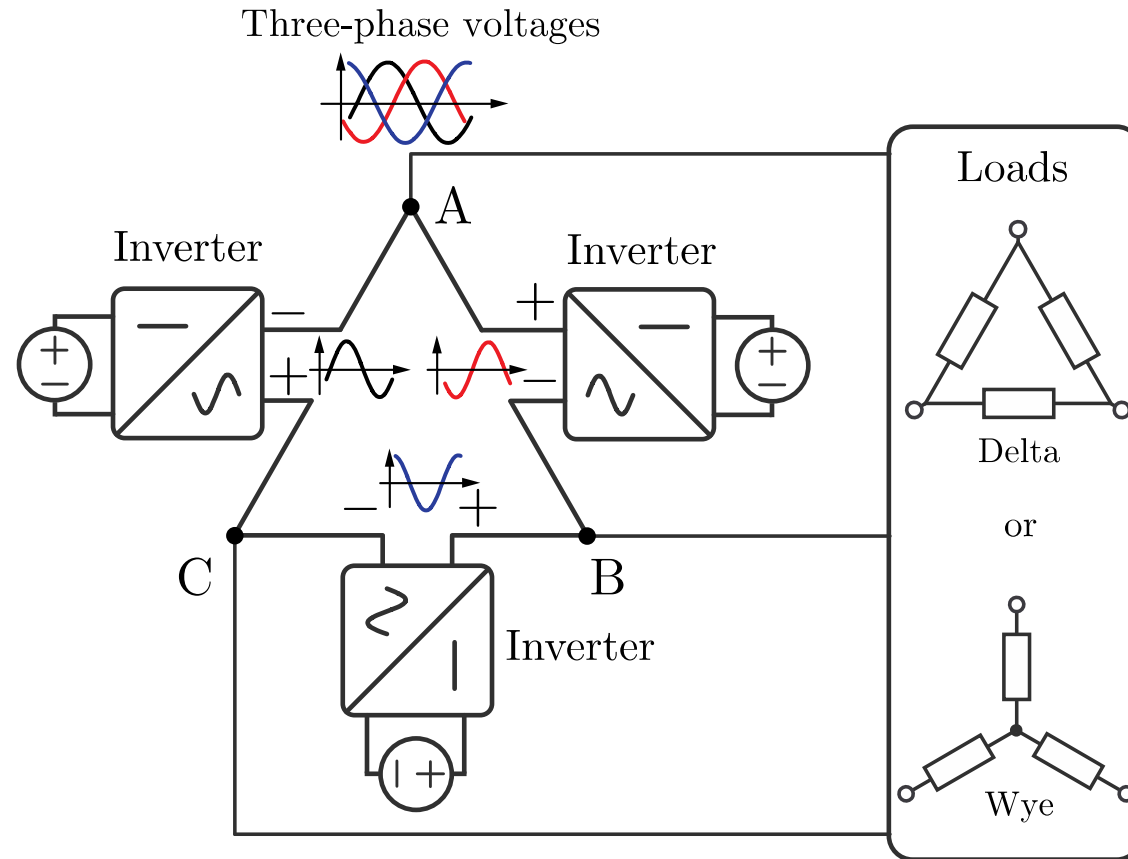 Three-phase voltages
Loads
A
Inverter
Inverter
−
+
+
−
+
−
+
−
Delta
−
+
or
C
B
Inverter
+
Wye